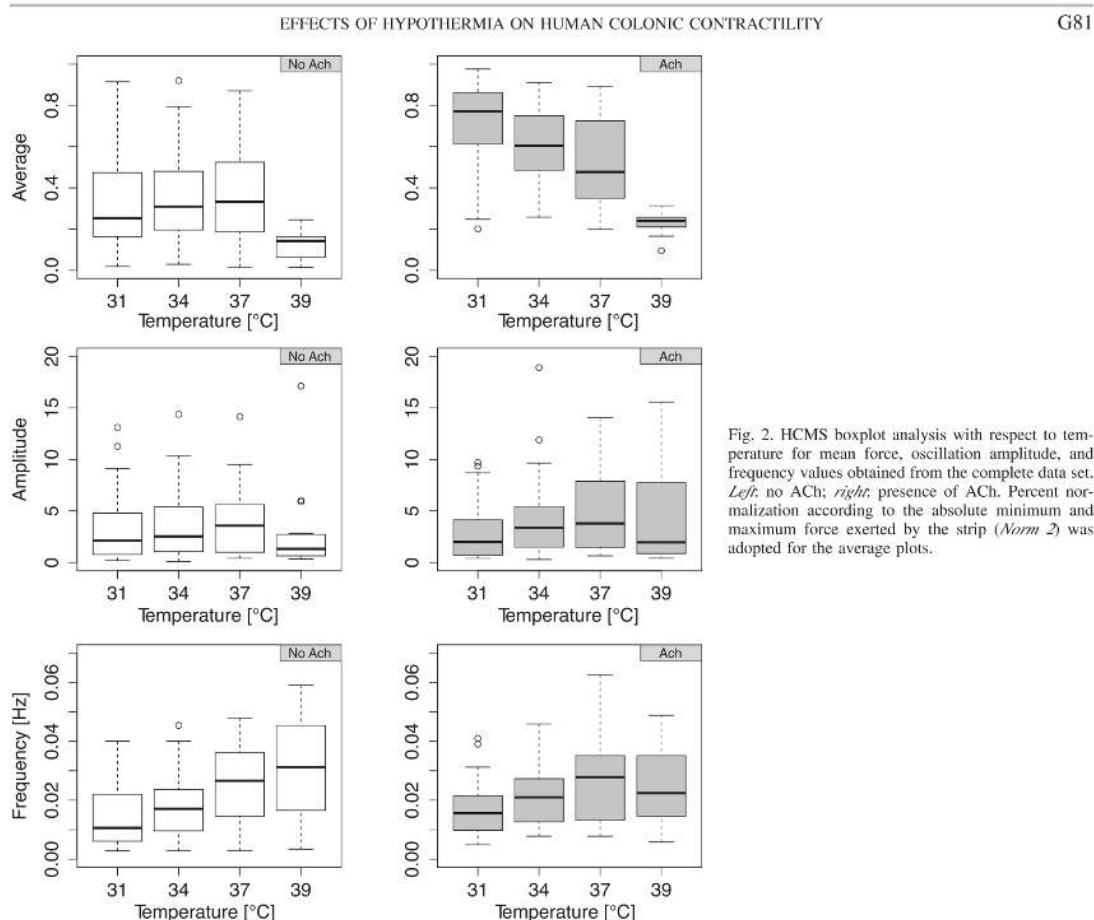 EFFECTS OF HYPOTHERMIA ON HUMAN COLONIC CONTRACTILITY
G81
No Ach
Average
0.0 0.4 0.8
31 34 37 39
Temperature [°C]
Ach
0.0 0.4 0.8
31 34 37 39
Temperature [°C]
No Ach
Amplitude
0 5 10 15 20
31 34 37 39
Temperature [°C]
Ach
0 5 10 15 20
31 34 37 39
Temperature [°C]
Fig. 2. HCMS boxplot analysis with respect to tem-
perature for mean force, oscillation amplitude, and
frequency values obtained from the complete data set.
Left: no ACh; right: presence of ACh. Percent nor-
malization according to the absolute minimum and
maximum force exerted by the strip (Norm 2) was
adopted for the average plots.
No Ach
Frequency [Hz]
0.00 0.02 0.04 0.06
31 34 37 39
Temperature [°C]
Ach
0.00 0.02 0.04 0.06
31 34 37 39
Temperature [°C]